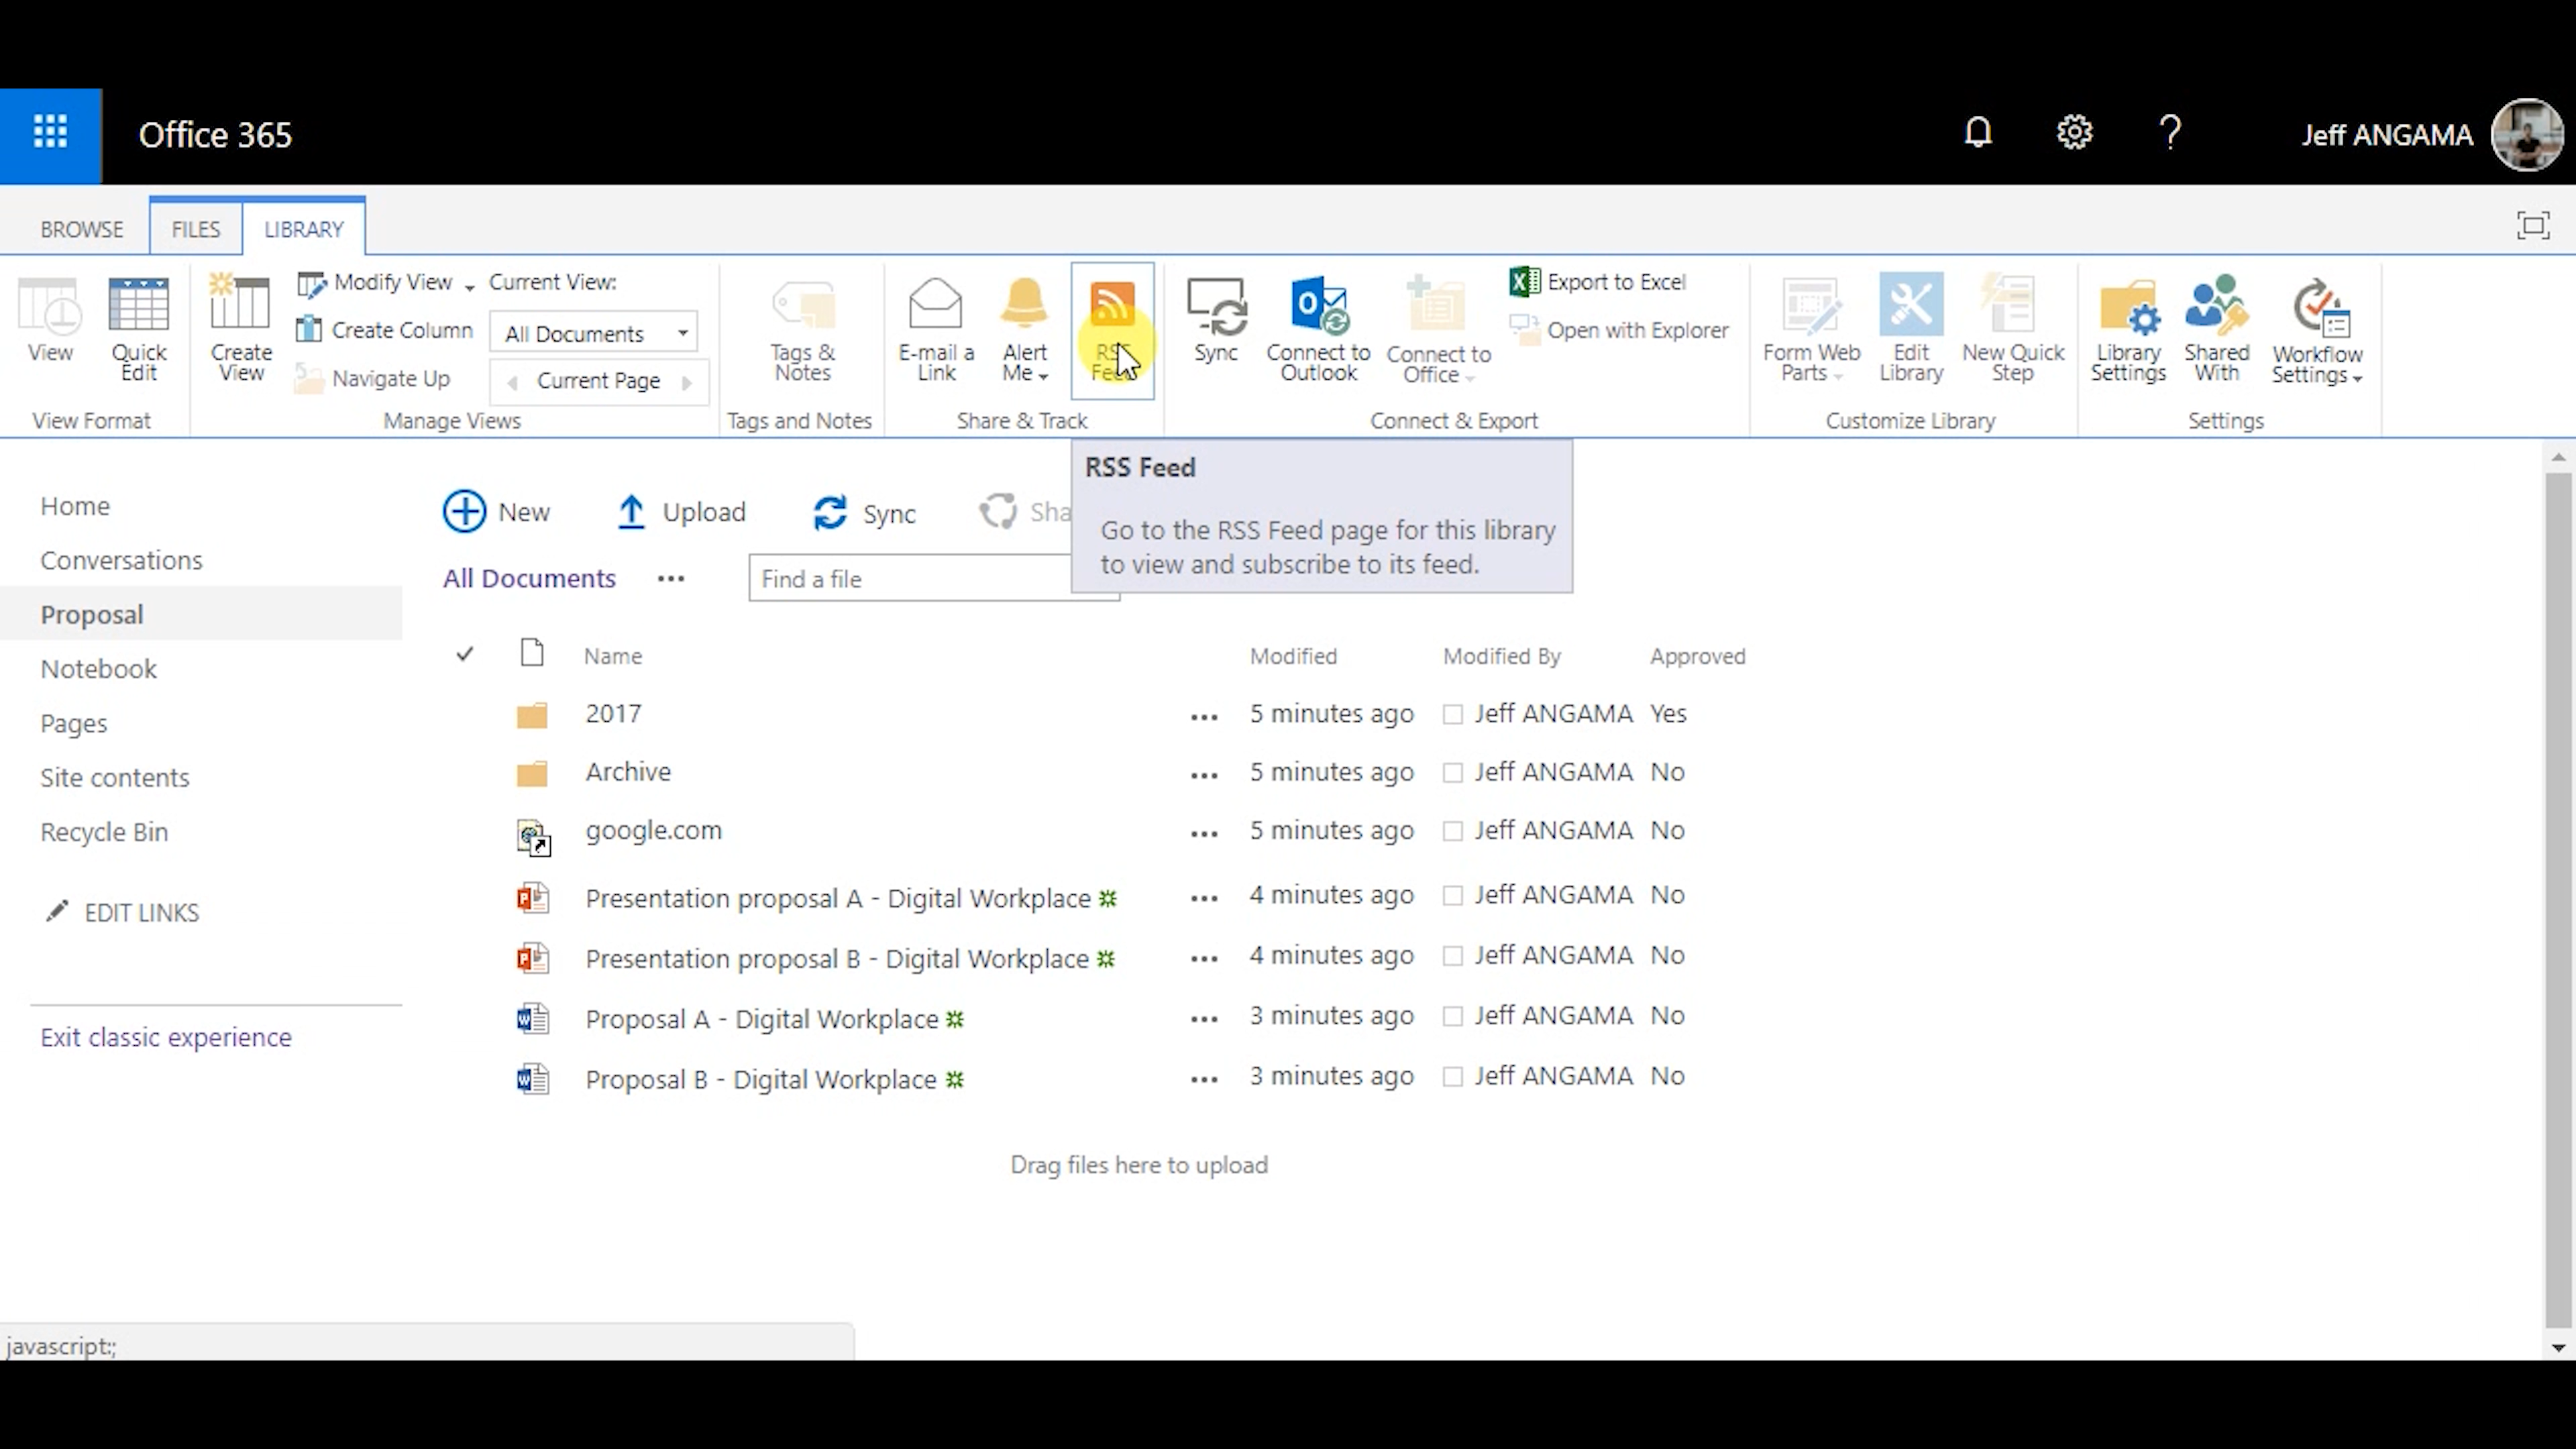 Office 365
Jeff ANGAMA
BROWSE
FILES
LIBRARY
View
Quick
Edit
View Format
Create
View
Modify View
Create Column
Navigate Up
Current View:
All Documents
Current Page
Manage Views
Tags &
Notes
Tags and Notes
E-mail a
Link
Alert
Me
RSS
Feed
Share & Track
Sync
Connect to
Outlook
Connect to
Office
Export to Excel
Open with Explorer
Connect & Export
Form Web
Parts
Edit
Library
New Quick
Step
Customize Library
Library
Settings
Shared
With
Workflow
Settings
Settings
RSS Feed
Go to the RSS Feed page for this library
to view and subscribe to its feed.
Home
Conversations
Proposal
Notebook
Pages
Site contents
Recycle Bin
EDIT LINKS
Exit classic experience
New
Upload
Sync
Sha
All Documents
Find a file
Name Modified Modified By Approved
2017 5 minutes ago Jeff ANGAMA Yes
Archive 5 minutes ago Jeff ANGAMA No
google.com 5 minutes ago Jeff ANGAMA No
Presentation proposal A - Digital Workplace 4 minutes ago Jeff ANGAMA No
Presentation proposal B - Digital Workplace 4 minutes ago Jeff ANGAMA No
Proposal A - Digital Workplace 3 minutes ago Jeff ANGAMA No
Proposal B - Digital Workplace 3 minutes ago Jeff ANGAMA No
Drag files here to upload
javascript:;